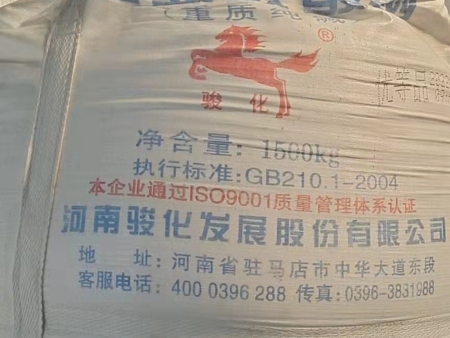 (重质纯碱)
®
骏化
优等品
净含量: 1500kg
执行标准:GB210.1-2004
本企业通过ISO9001质量管理体系认证
河南骏化发展股份有限公司
地 址: 河南省驻马店市中华大道东段
客服电话: 400 0396 288 传真: 0396-3831988